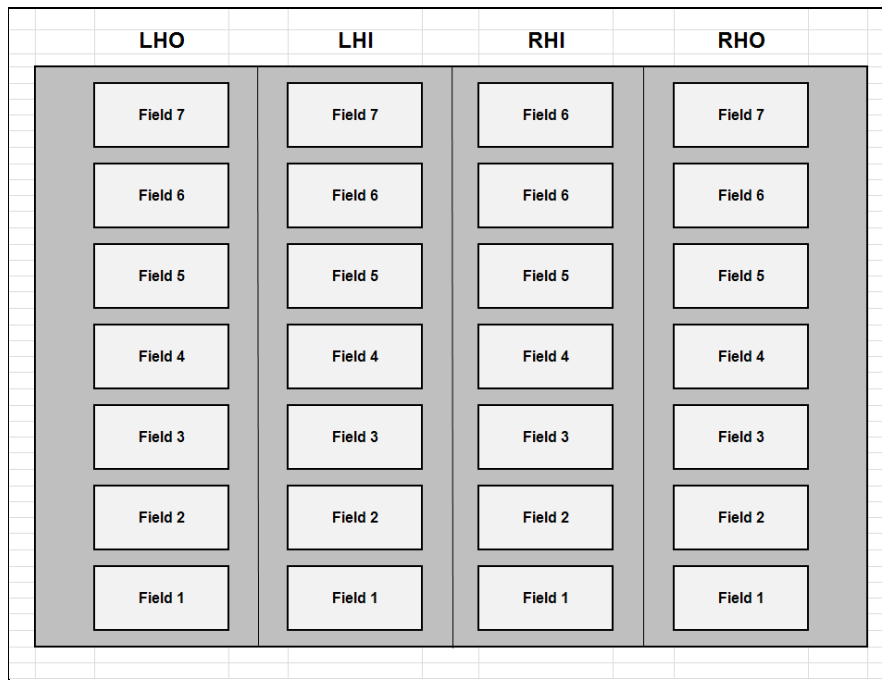 LHO LHI RHI RHO
Field 7 Field 7 Field 6 Field 7
Field 6 Field 6 Field 6 Field 6
Field 5 Field 5 Field 5 Field 5
Field 4 Field 4 Field 4 Field 4
Field 3 Field 3 Field 3 Field 3
Field 2 Field 2 Field 2 Field 2
Field 1 Field 1 Field 1 Field 1